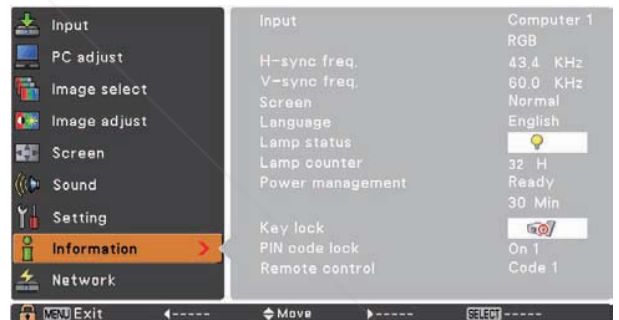 Input
PC adjust
Image select
Image adjust
Screen
Sound
Setting
Information
Network
Input Computer 1
RGB
H-sync freq. 43.4 KHz
V-sync freq. 60.0 KHz
Screen Normal
Language English
Lamp status
Lamp counter 32 H
Power management Ready
30 Min
Key lock
PIN code lock On 1
Remote control Code 1
MENU Exit ◀----- Move ▶----- SELECT -----